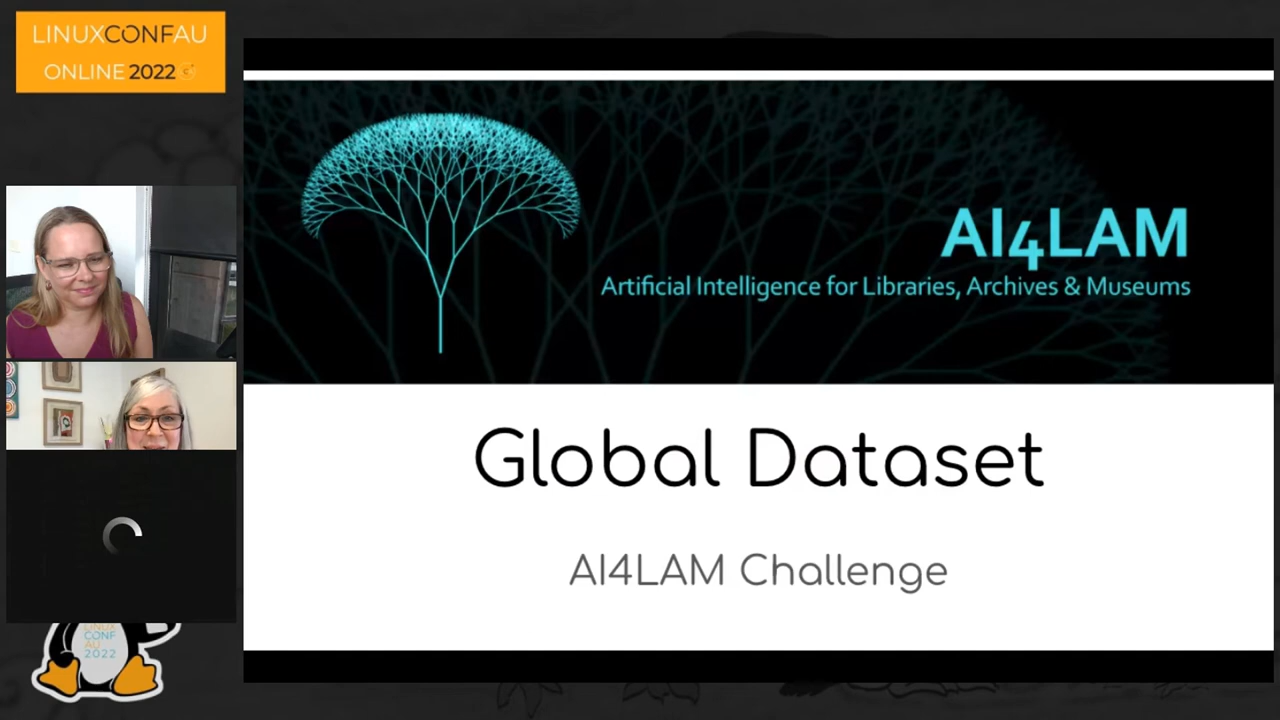 LINUXCONFAU
ONLINE 2022
AI4LAM
Artificial Intelligence for Libraries, Archives & Museums
Global Dataset
AI4LAM Challenge
LINUX
CONF
AU
2022